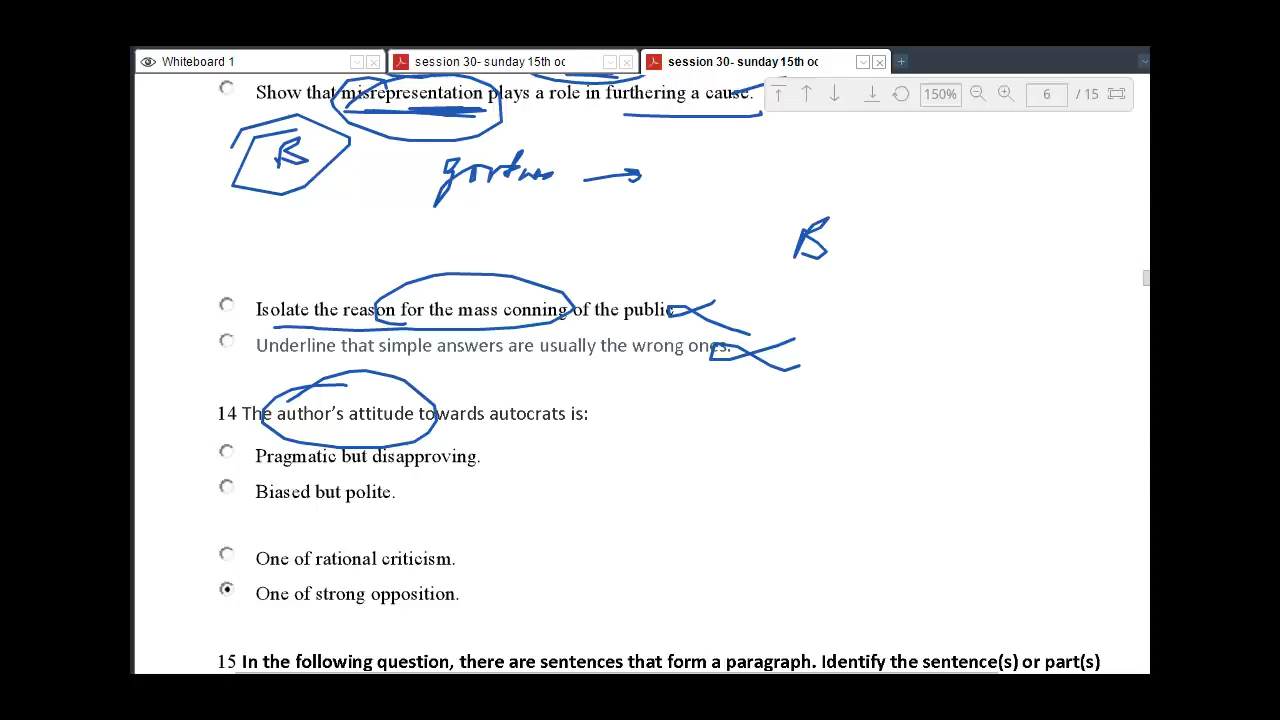 Whiteboard 1 session 30- sunday 15th oc session 30- sunday 15th oc
Show that misrepresentation plays a role in furthering a cause.
150% 6 / 15
B
B
Isolate the reason for the mass conning of the public
Underline that simple answers are usually the wrong ones.
14 The author's attitude towards autocrats is:
Pragmatic but disapproving.
Biased but polite.
One of rational criticism.
One of strong opposition.
15 In the following question, there are sentences that form a paragraph. Identify the sentence(s) or part(s)